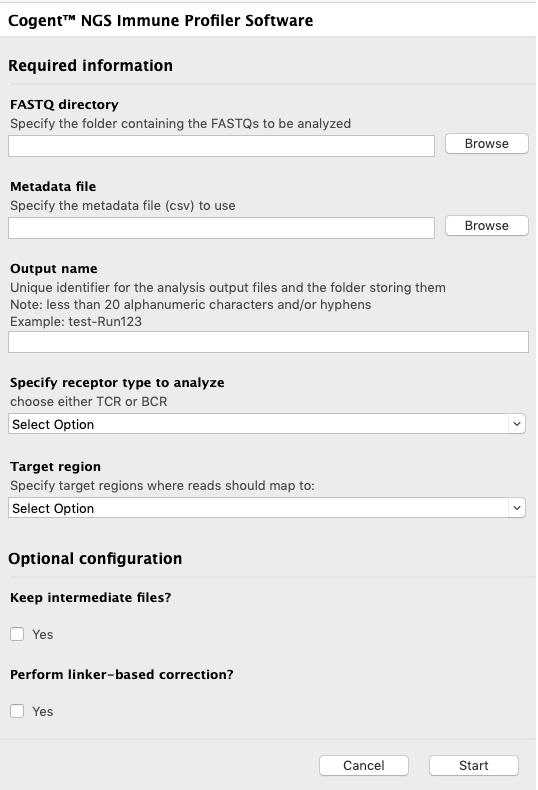 Cogent™ NGS Immune Profiler Software
Required information
FASTQ directory
Specify the folder containing the FASTQs to be analyzed
Browse
Metadata file
Specify the metadata file (csv) to use
Browse
Output name
Unique identifier for the analysis output files and the folder storing them
Note: less than 20 alphanumeric characters and/or hyphens
Example: test-Run123
Specify receptor type to analyze
choose either TCR or BCR
Select Option
Target region
Specify target regions where reads should map to:
Select Option
Optional configuration
Keep intermediate files?
Yes
Perform linker-based correction?
Yes
Cancel Start